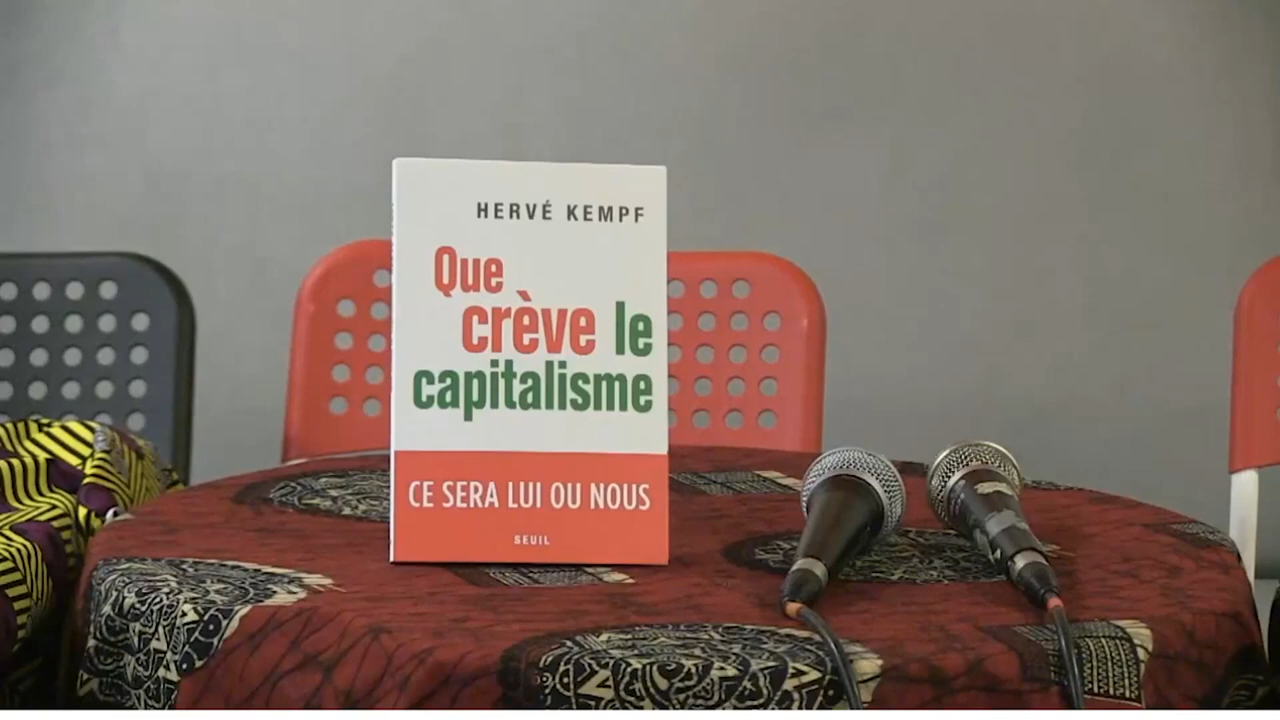 HERVÉ KEMPF
Que
crève le
capitalisme
CE SERA LUI OU NOUS
SEUIL